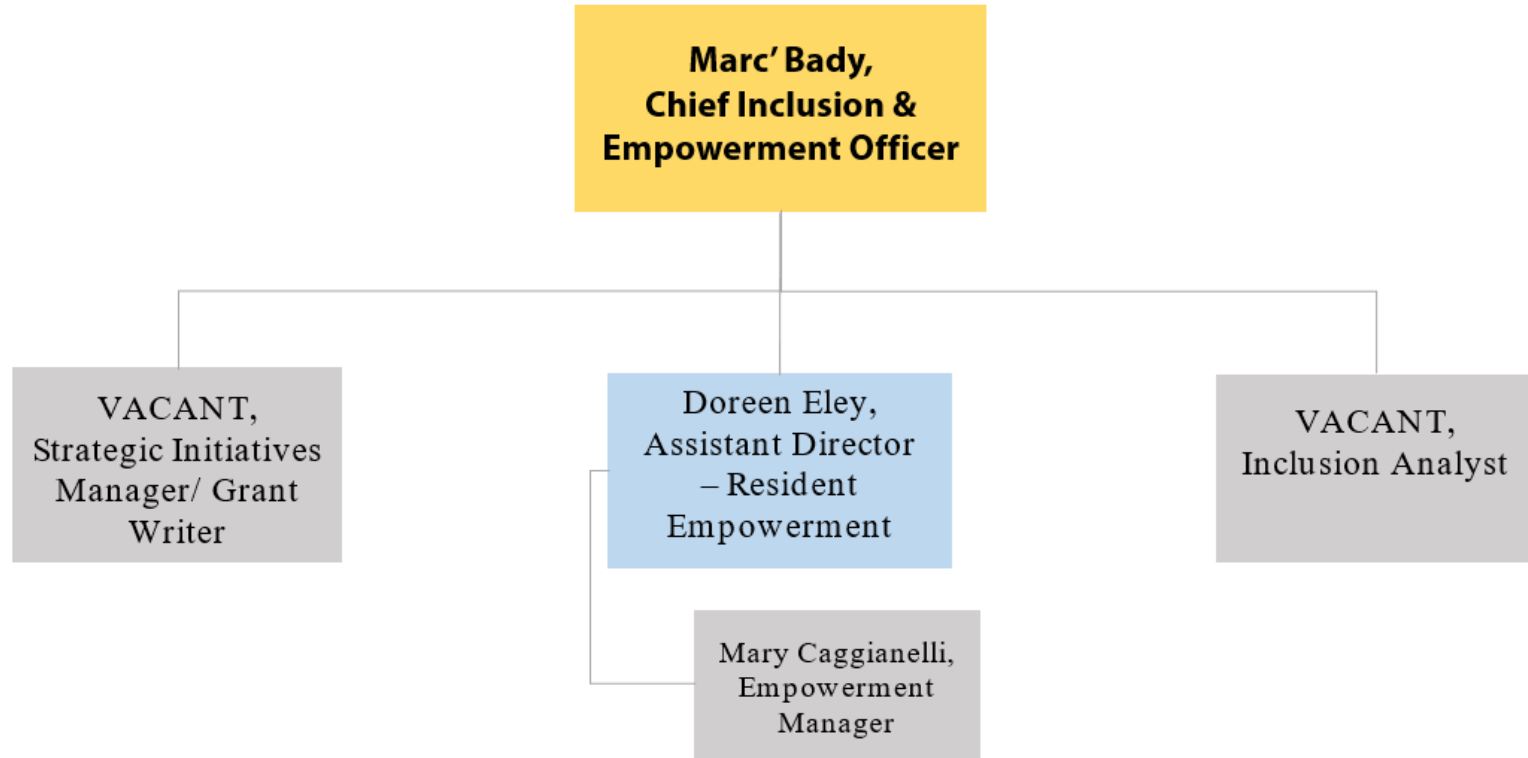 Marc’ Bady,
Chief Inclusion &
Empowerment Officer
VACANT,
Strategic Initiatives
Manager/ Grant
Writer
Doreen Eley,
Assistant Director
– Resident
Empowerment
VACANT,
Inclusion Analyst
Mary Caggianelli,
Empowerment
Manager